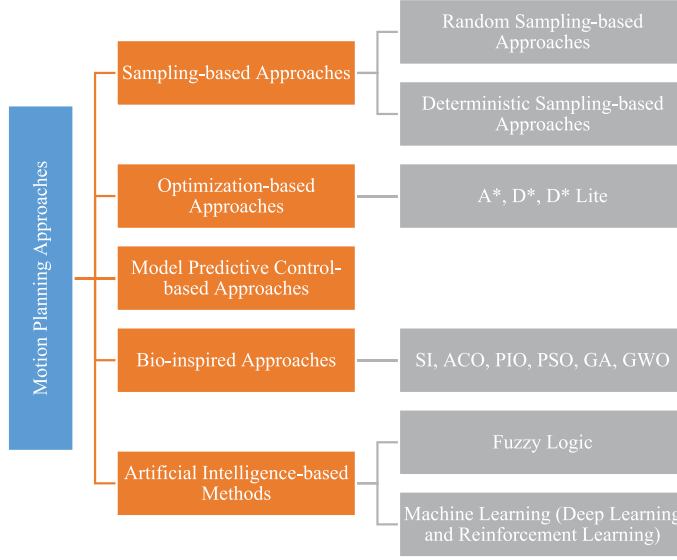 Motion Planning Approaches
Sampling-based Approaches
Random Sampling-based
Approaches
Deterministic Sampling-based
Approaches
Optimization-based
Approaches
A*, D*, D* Lite
Model Predictive Control-
based Approaches
Bio-inspired Approaches
SI, ACO, PIO, PSO, GA, GWO
Artificial Intelligence-based
Methods
Fuzzy Logic
Machine Learning (Deep Learning
and Reinforcement Learning)